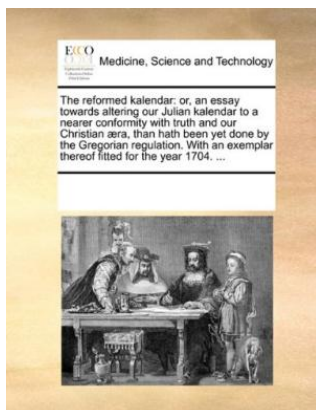 ECCO
Medicine, Science and Technology
The reformed kalendar: or, an essay
towards altering our Julian kalendar to a
nearer conformity with truth and our
Christian æra, than hath been yet done by
the Gregorian regulation. With an exemplar
thereof fitted for the year 1704. ...